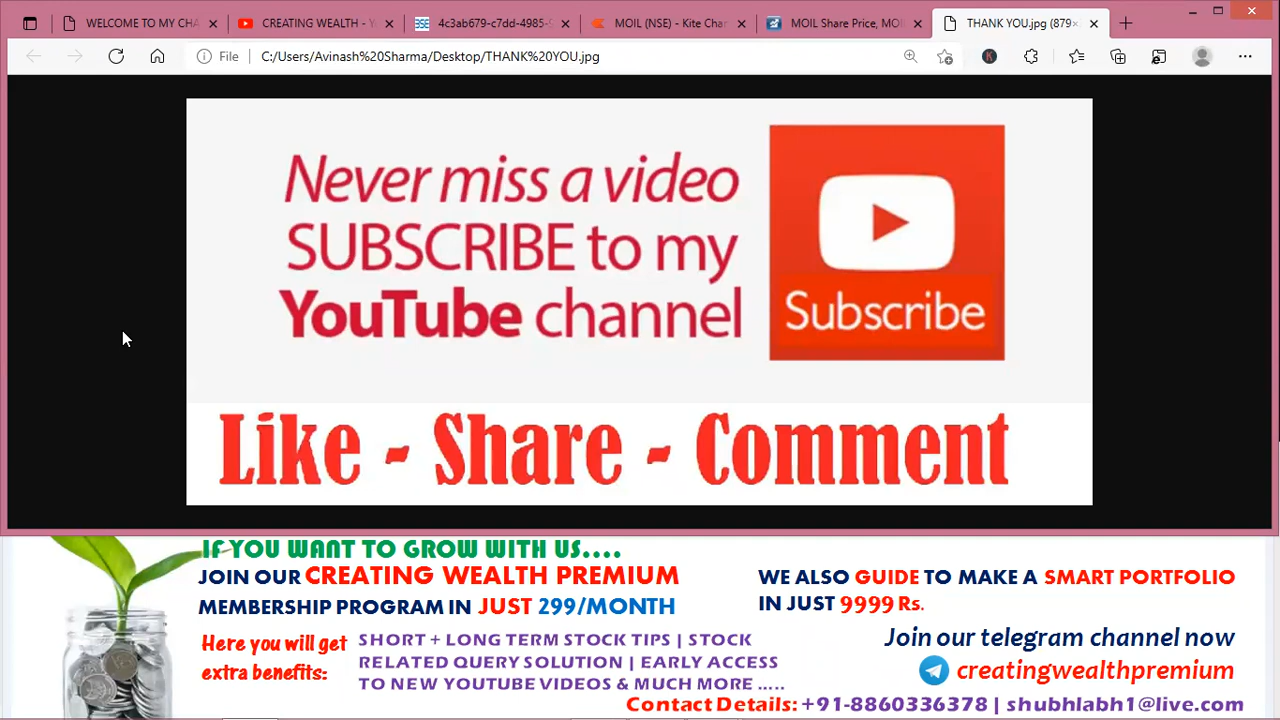 WELCOME TO MY CHA
CREATING WEALTH - Y
4c3ab679-c7dd-4985-9
MOIL (NSE) - Kite Char
MOIL Share Price, MOI
THANK YOU.jpg (879×
File
C:/Users/Avinash%20Sharma/Desktop/THANK%20YOU.jpg
Never miss a video
SUBSCRIBE to my
YouTube channel
Subscribe
Like - Share - Comment
IF YOU WANT TO GROW WITH US....
JOIN OUR CREATING WEALTH PREMIUM
MEMBERSHIP PROGRAM IN JUST 299/MONTH
WE ALSO GUIDE TO MAKE A SMART PORTFOLIO
IN JUST 9999 Rs.
Here you will get
extra benefits:
SHORT + LONG TERM STOCK TIPS | STOCK
RELATED QUERY SOLUTION | EARLY ACCESS
TO NEW YOUTUBE VIDEOS & MUCH MORE .....
Join our telegram channel now
creatingwealthpremium
Contact Details: +91-8860336378 | shubhlabh1@live.com